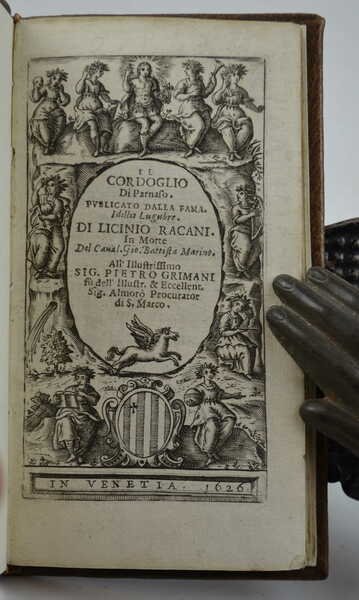 IL
CORDOGLIO
Di Parnaso.
PVBLICATO DALLA FAMA.
Idillio Lugubre.
DI LICINIO RACANI.
In Morte
Del Caual. Gio. Battista Marino.
All' Illustrissimo
SIG. PIETRO GRIMANI
fù dell' Illustr. & Eccellent.
Sig. Almorò Procurator
di S. Marco.
IN VENETIA. 1626